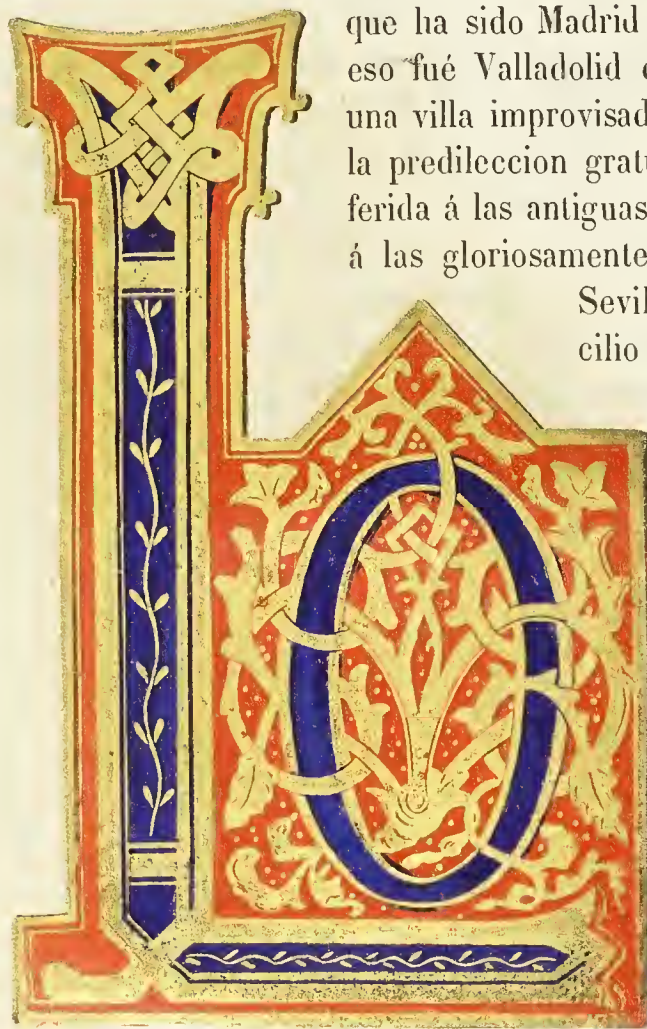 LO
que ha sido Madrid
eso fué Valladolid
una villa improvisad
la predileccion grat
ferida á las antiguas
á las gloriosamente
Sevil
cilio